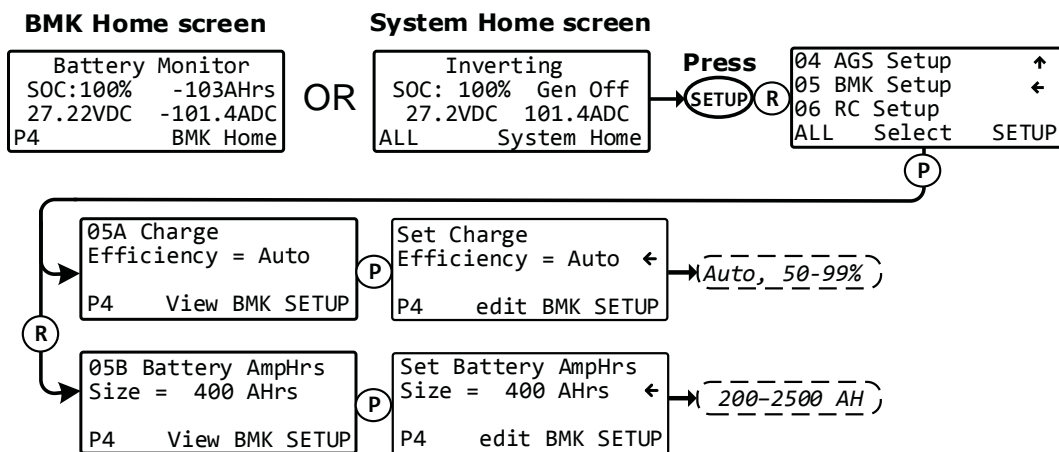 BMK Home screen
Battery Monitor
SOC:100% -103AHrs
27.22VDC -101.4ADC
P4 BMK Home
OR
System Home screen
Inverting
SOC: 100% Gen Off
27.2VDC 101.4ADC
ALL System Home
Press
SETUP
R
04 AGS Setup ↑
05 BMK Setup ←
06 RC Setup
ALL Select SETUP
P
R
05A Charge
Efficiency = Auto
P4 View BMK SETUP
P
Set Charge
Efficiency = Auto ←
P4 edit BMK SETUP
Auto, 50-99%
05B Battery AmpHrs
Size = 400 AHrs
P4 View BMK SETUP
P
Set Battery AmpHrs
Size = 400 AHrs ←
P4 edit BMK SETUP
200–2500 AH